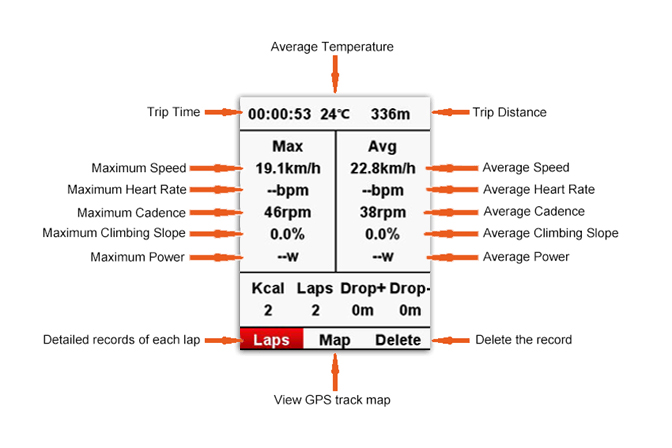 Average Temperature
Trip Time 00:00:53 24℃ 336m Trip Distance
Max Avg
Maximum Speed 19.1km/h 22.8km/h Average Speed
Maximum Heart Rate --bpm --bpm Average Heart Rate
Maximum Cadence 46rpm 38rpm Average Cadence
Maximum Climbing Slope 0.0% 0.0% Average Climbing Slope
Maximum Power --w --w Average Power
Kcal Laps Drop+ Drop-
2 2 0m 0m
Detailed records of each lap Laps Map Delete Delete the record
View GPS track map